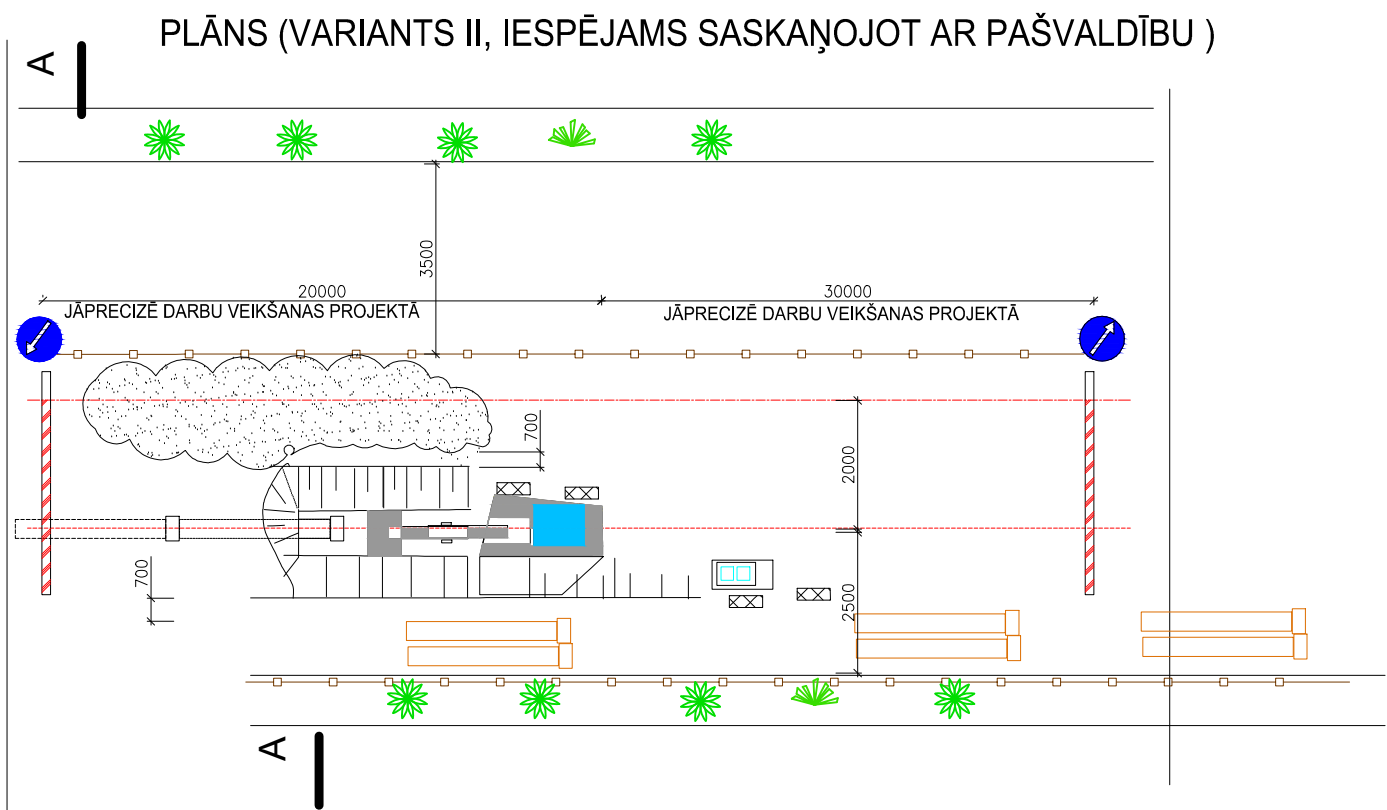 PLĀNS (VARIANTS II, IESPĒJAMS SASKAŅOJOT AR PAŠVALDĪBU )
A
3500
20000
30000
JĀPRECIZĒ DARBU VEIKŠANAS PROJEKTĀ
JĀPRECIZĒ DARBU VEIKŠANAS PROJEKTĀ
700
2000
700
2500
A